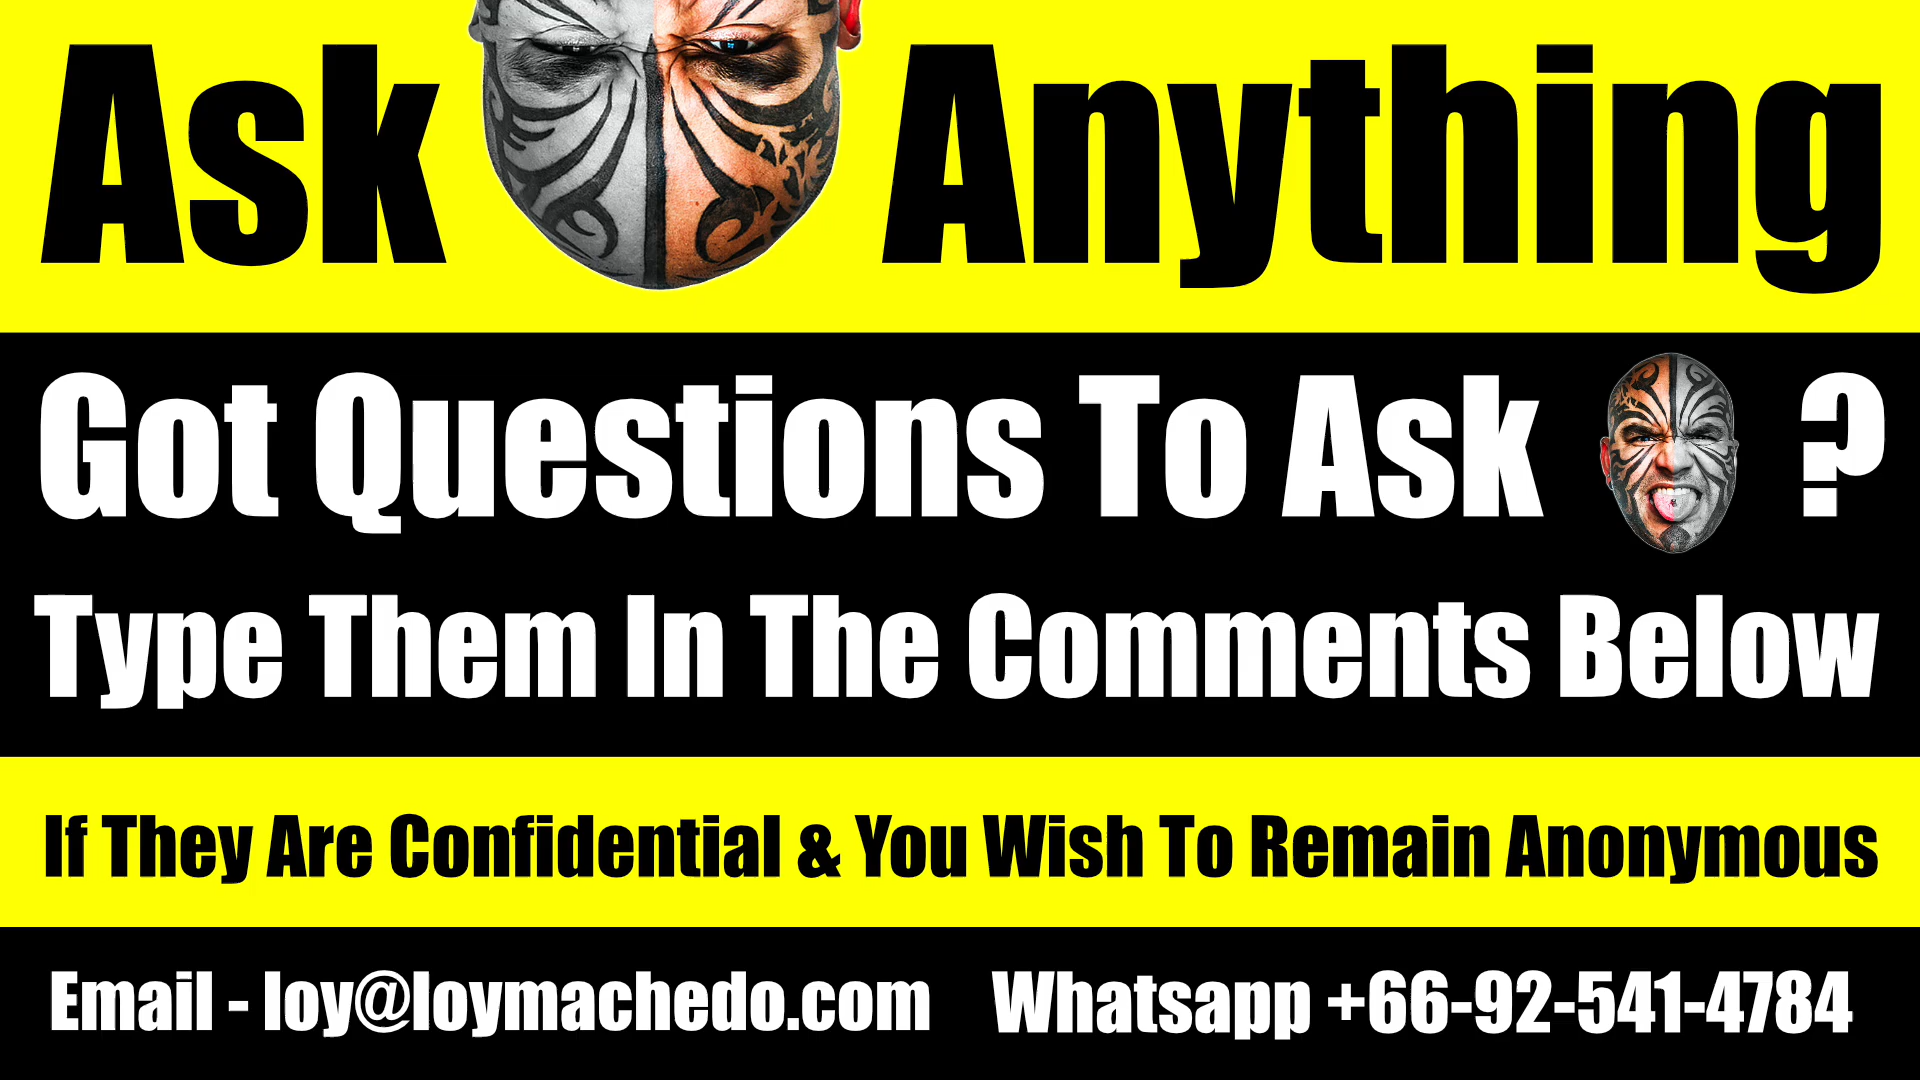 Ask Anything
Got Questions To Ask ?
Type Them In The Comments Below
If They Are Confidential & You Wish To Remain Anonymous
Email - loy@loymachedo.com Whatsapp +66-92-541-4784